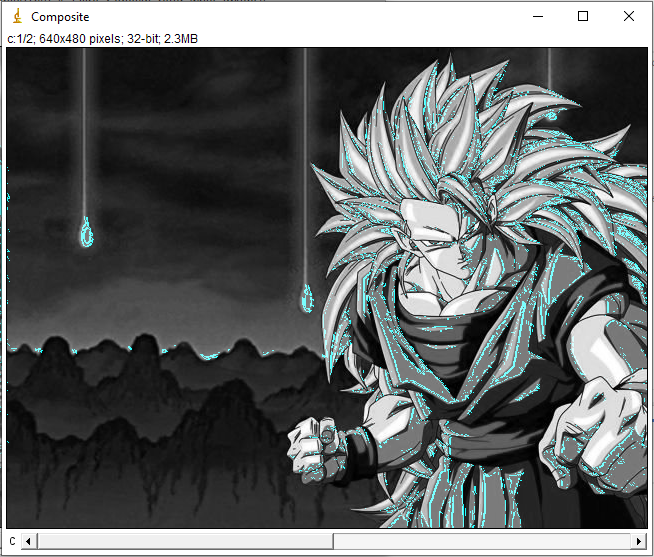 Composite
c:1/2; 640x480 pixels; 32-bit; 2.3MB
c